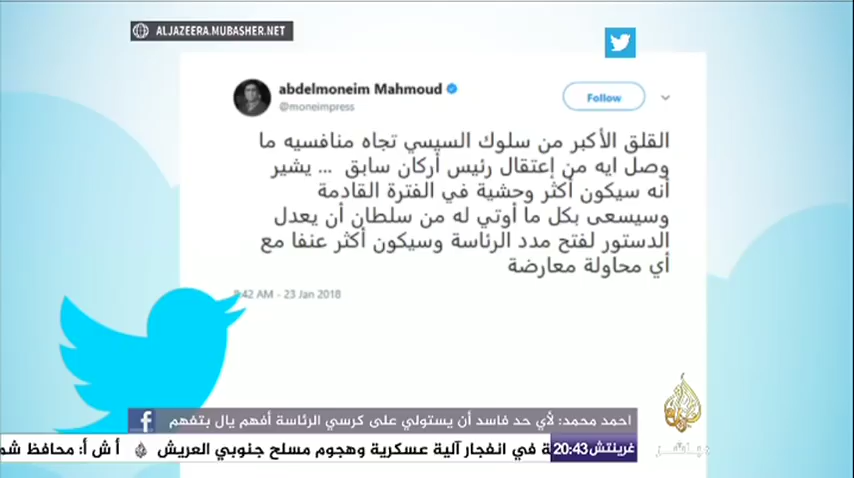 ALJAZEERA.MUBASHER.NET
abdelmoneim Mahmoud
@moneimpress
Follow
القلق الأكبر من سلوك السيسي تجاه منافسيه ما
وصل ايه من إعتقال رئيس أركان سابق ... يشير
أنه سيكون أكثر وحشية في الفترة القادمة
وسيسعى بكل ما أوتي له من سلطان أن يعدل
الدستور لفتح مدد الرئاسة وسيكون أكثر عنفا مع
أي محاولة معارضة
8:42 AM - 23 Jan 2018
احمد محمد: لأي حد فاسد أن يستولي على كرسي الرئاسة أفهم يال بتفهم
غرينتش 20:43
ة في انفجار آلية عسكرية وهجوم مسلح جنوبي العريش
أ ش أ: محافظ شما
مباشر